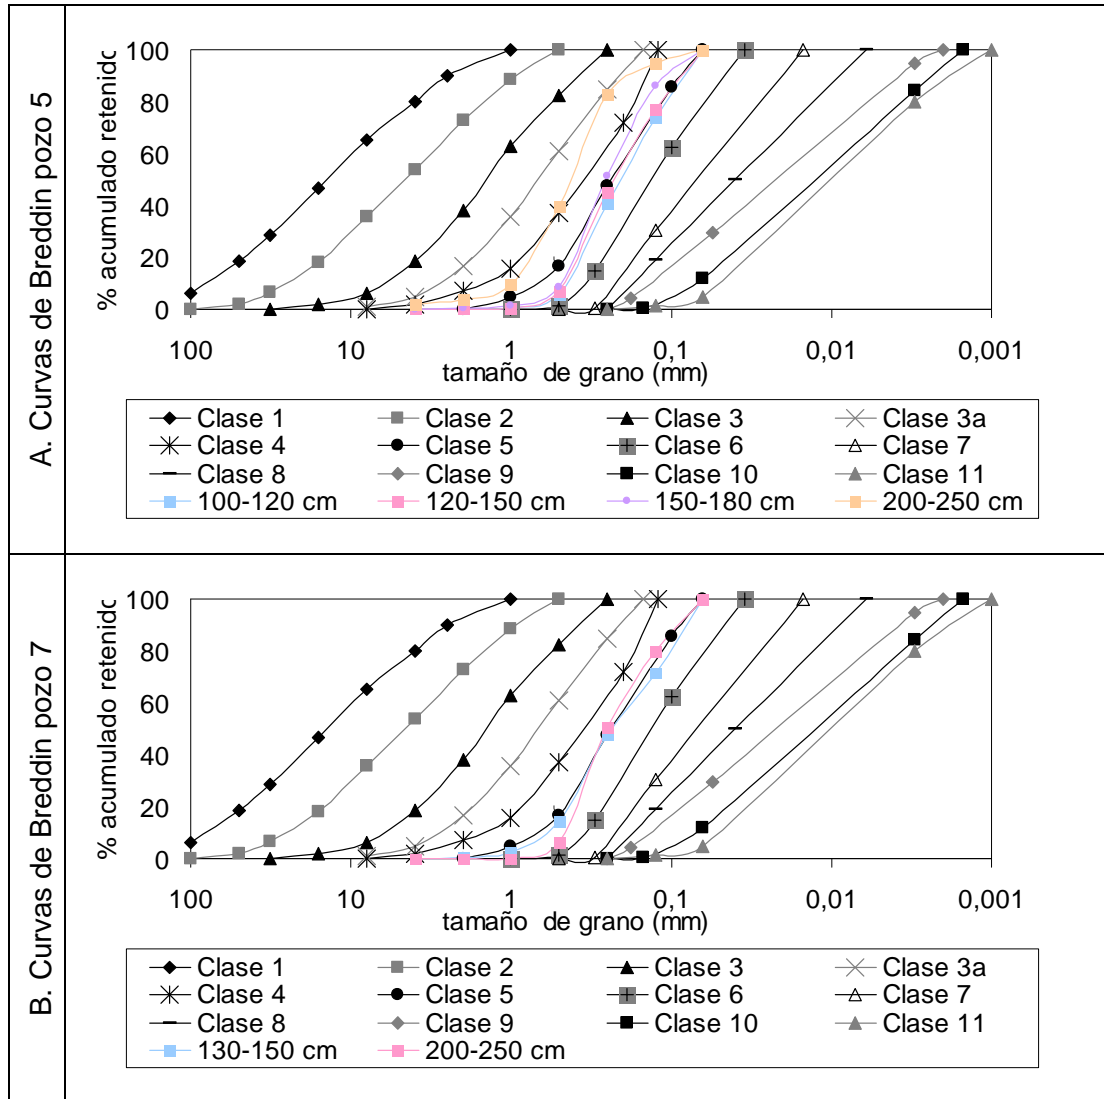 A. Curvas de Breddin pozo 5
% acumulado retenido
100
80
60
40
20
0
100 10 1 0,1 0,01 0,001
tamaño de grano (mm)
Clase 1 Clase 2 Clase 3 Clase 3a
Clase 4 Clase 5 Clase 6 Clase 7
Clase 8 Clase 9 Clase 10 Clase 11
100-120 cm 120-150 cm 150-180 cm 200-250 cm
B. Curvas de Breddin pozo 7
% acumulado retenido
100
80
60
40
20
0
100 10 1 0,1 0,01 0,001
tamaño de grano (mm)
Clase 1 Clase 2 Clase 3 Clase 3a
Clase 4 Clase 5 Clase 6 Clase 7
Clase 8 Clase 9 Clase 10 Clase 11
130-150 cm 200-250 cm